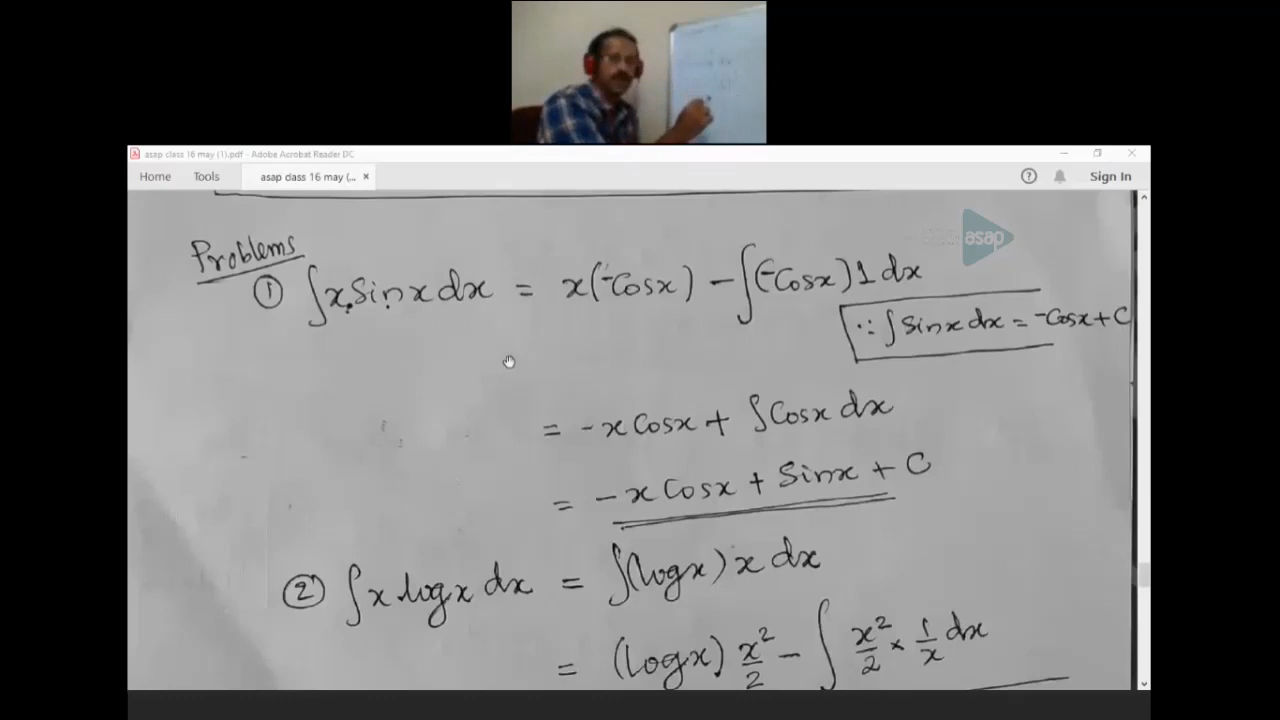 asap class 16 may (1).pdf - Adobe Acrobat Reader DC
Home Tools asap class 16 may (... × Sign In
asap
Problems
① ∫x.Sinx dx = x(-Cosx) - ∫(-Cosx) 1 dx
∵ ∫Sinx dx = -Cosx + C
= -x Cosx + ∫Cosx dx
= -x Cosx + Sinx + C
② ∫x.logx dx = ∫(logx) x dx
= (logx) x²/2 - ∫ x²/2 × 1/x dx